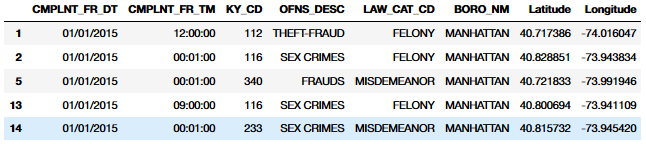 CMPLNT_FR_DT CMPLNT_FR_TM KY_CD OFNS_DESC LAW_CAT_CD BORO_NM Latitude Longitude
1 01/01/2015 12:00:00 112 THEFT-FRAUD FELONY MANHATTAN 40.717386 -74.016047
2 01/01/2015 00:01:00 116 SEX CRIMES FELONY MANHATTAN 40.828851 -73.943834
5 01/01/2015 00:01:00 340 FRAUDS MISDEMEANOR MANHATTAN 40.721833 -73.991946
13 01/01/2015 09:00:00 116 SEX CRIMES FELONY MANHATTAN 40.800694 -73.941109
14 01/01/2015 00:01:00 233 SEX CRIMES MISDEMEANOR MANHATTAN 40.815732 -73.945420